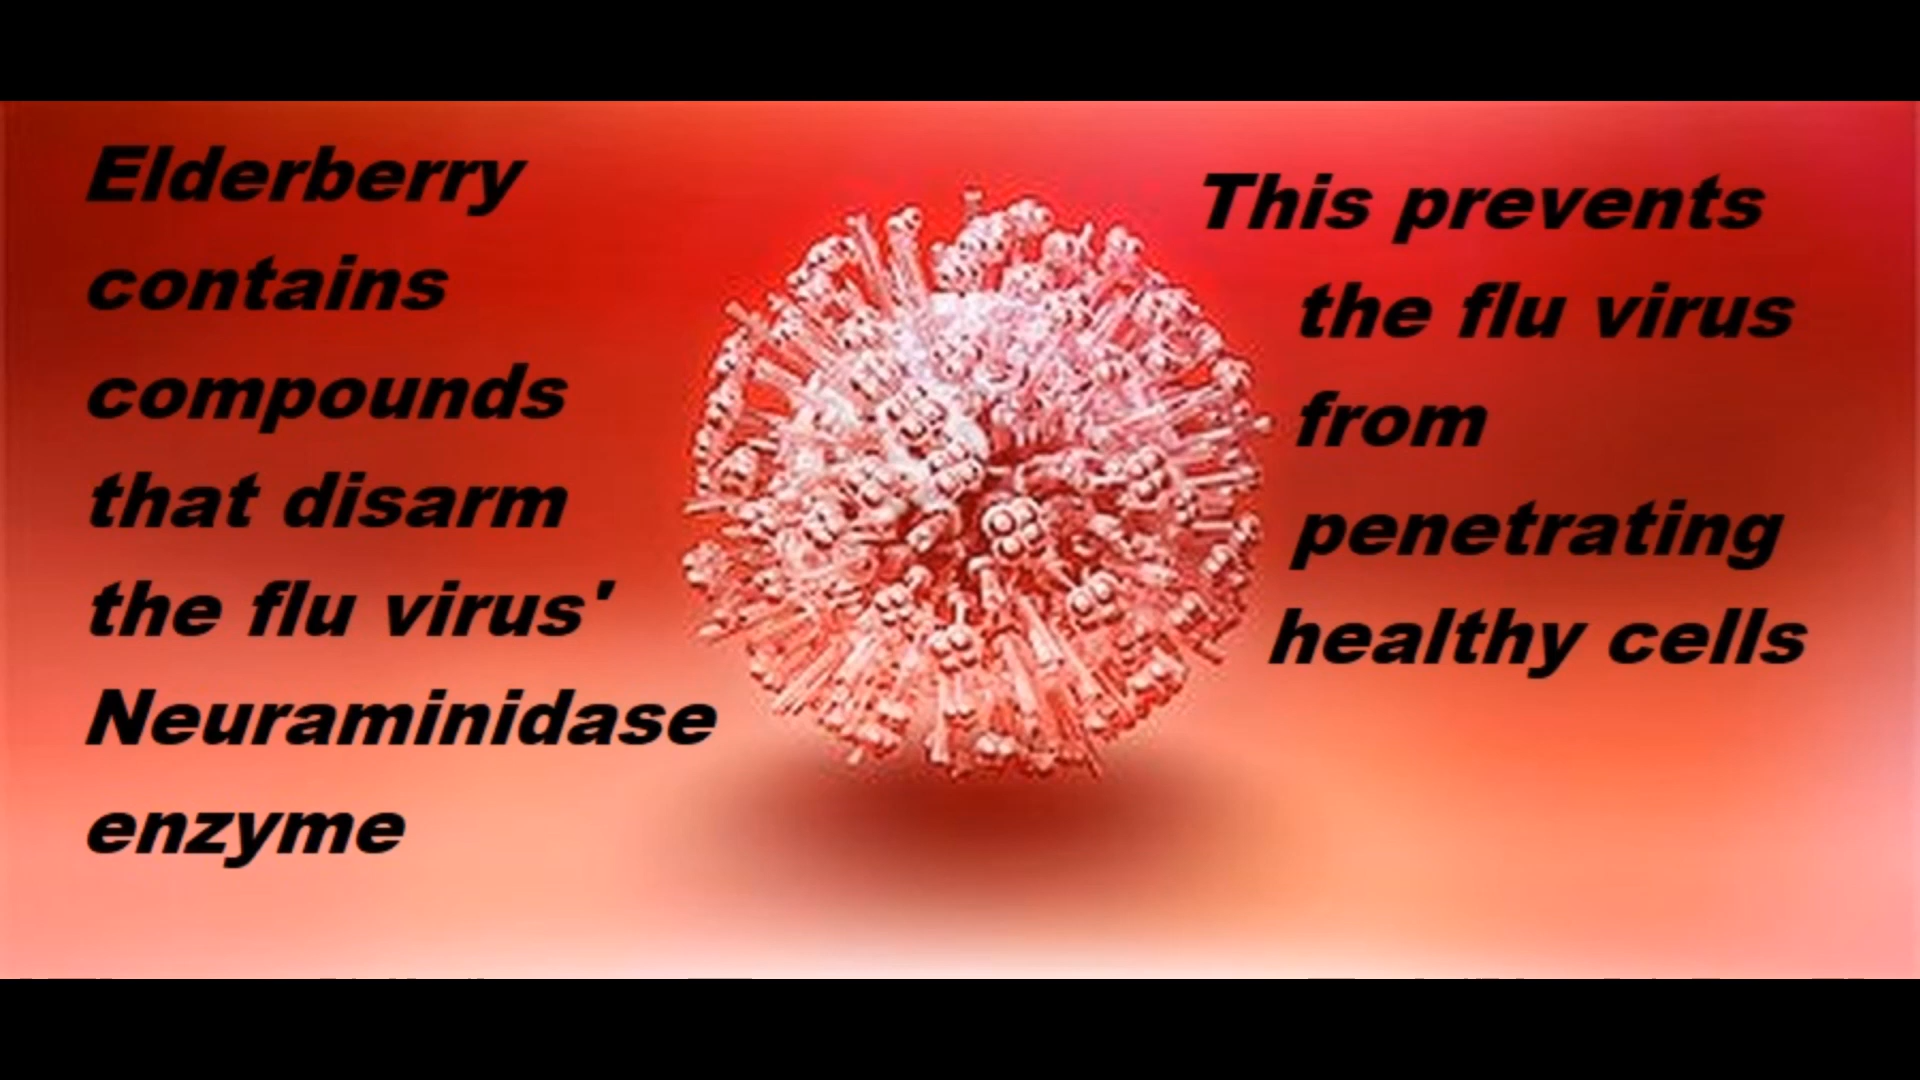 Elderberry
contains
compounds
that disarm
the flu virus'
Neuraminidase
enzyme
This prevents
the flu virus
from
penetrating
healthy cells